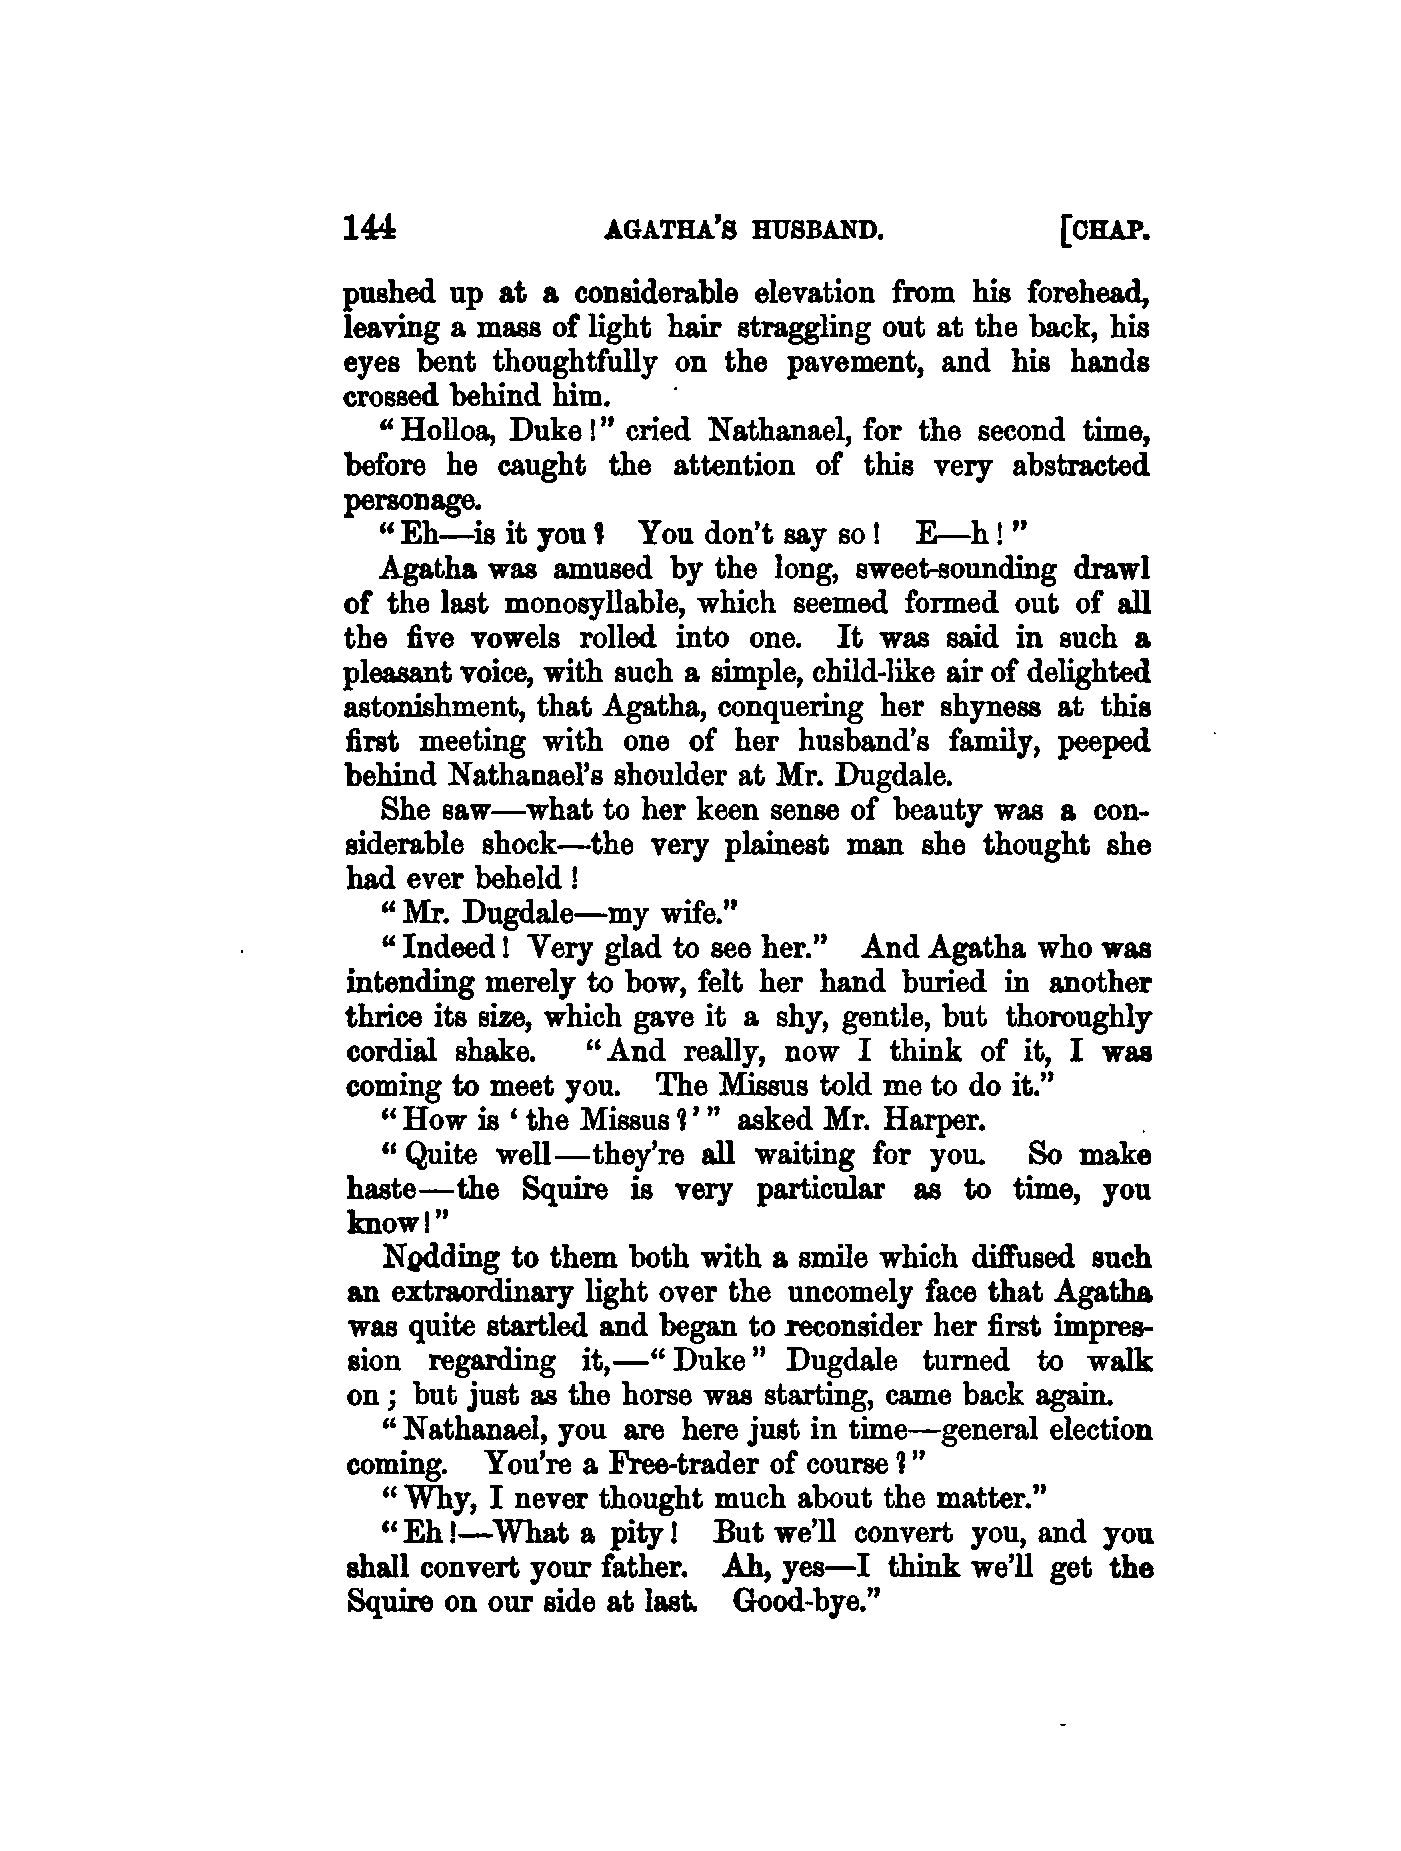 144 AGATHA'S HUSBAND. [CHAP.
pushed up at a considerable elevation from his forehead,
leaving a mass of light hair straggling out at the back, his
eyes bent thoughtfully on the pavement, and his hands
crossed behind him.
"Holloa, Duke!" cried Nathanael, for the second time,
before he caught the attention of this very abstracted
personage.
"Eh—is it you? You don't say so! E—h!"
Agatha was amused by the long, sweet-sounding drawl
of the last monosyllable, which seemed formed out of all
the five vowels rolled into one. It was said in such a
pleasant voice, with such a simple, child-like air of delighted
astonishment, that Agatha, conquering her shyness at this
first meeting with one of her husband's family, peeped
behind Nathanael's shoulder at Mr. Dugdale.
She saw—what to her keen sense of beauty was a con-
siderable shock—the very plainest man she thought she
had ever beheld!
"Mr. Dugdale—my wife."
"Indeed! Very glad to see her." And Agatha who was
intending merely to bow, felt her hand buried in another
thrice its size, which gave it a shy, gentle, but thoroughly
cordial shake. "And really, now I think of it, I was
coming to meet you. The Missus told me to do it."
"How is 'the Missus?'" asked Mr. Harper.
"Quite well—they're all waiting for you. So make
haste—the Squire is very particular as to time, you
know!"
Nodding to them both with a smile which diffused such
an extraordinary light over the uncomely face that Agatha
was quite startled and began to reconsider her first impres-
sion regarding it,—"Duke" Dugdale turned to walk
on; but just as the horse was starting, came back again.
"Nathanael, you are here just in time—general election
coming. You're a Free-trader of course?"
"Why, I never thought much about the matter."
"Eh!—What a pity! But we'll convert you, and you
shall convert your father. Ah, yes—I think we'll get the
Squire on our side at last. Good-bye."